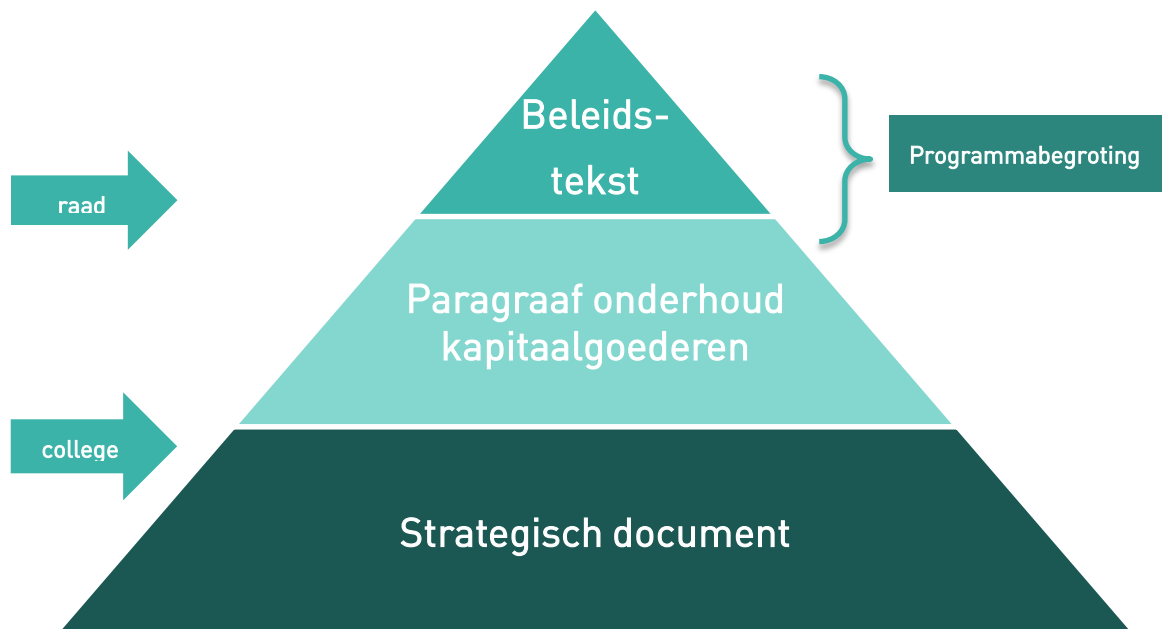 Beleids-
tekst
Programmabegroting
raad
Paragraaf onderhoud
kapitaalgoederen
college
Strategisch document